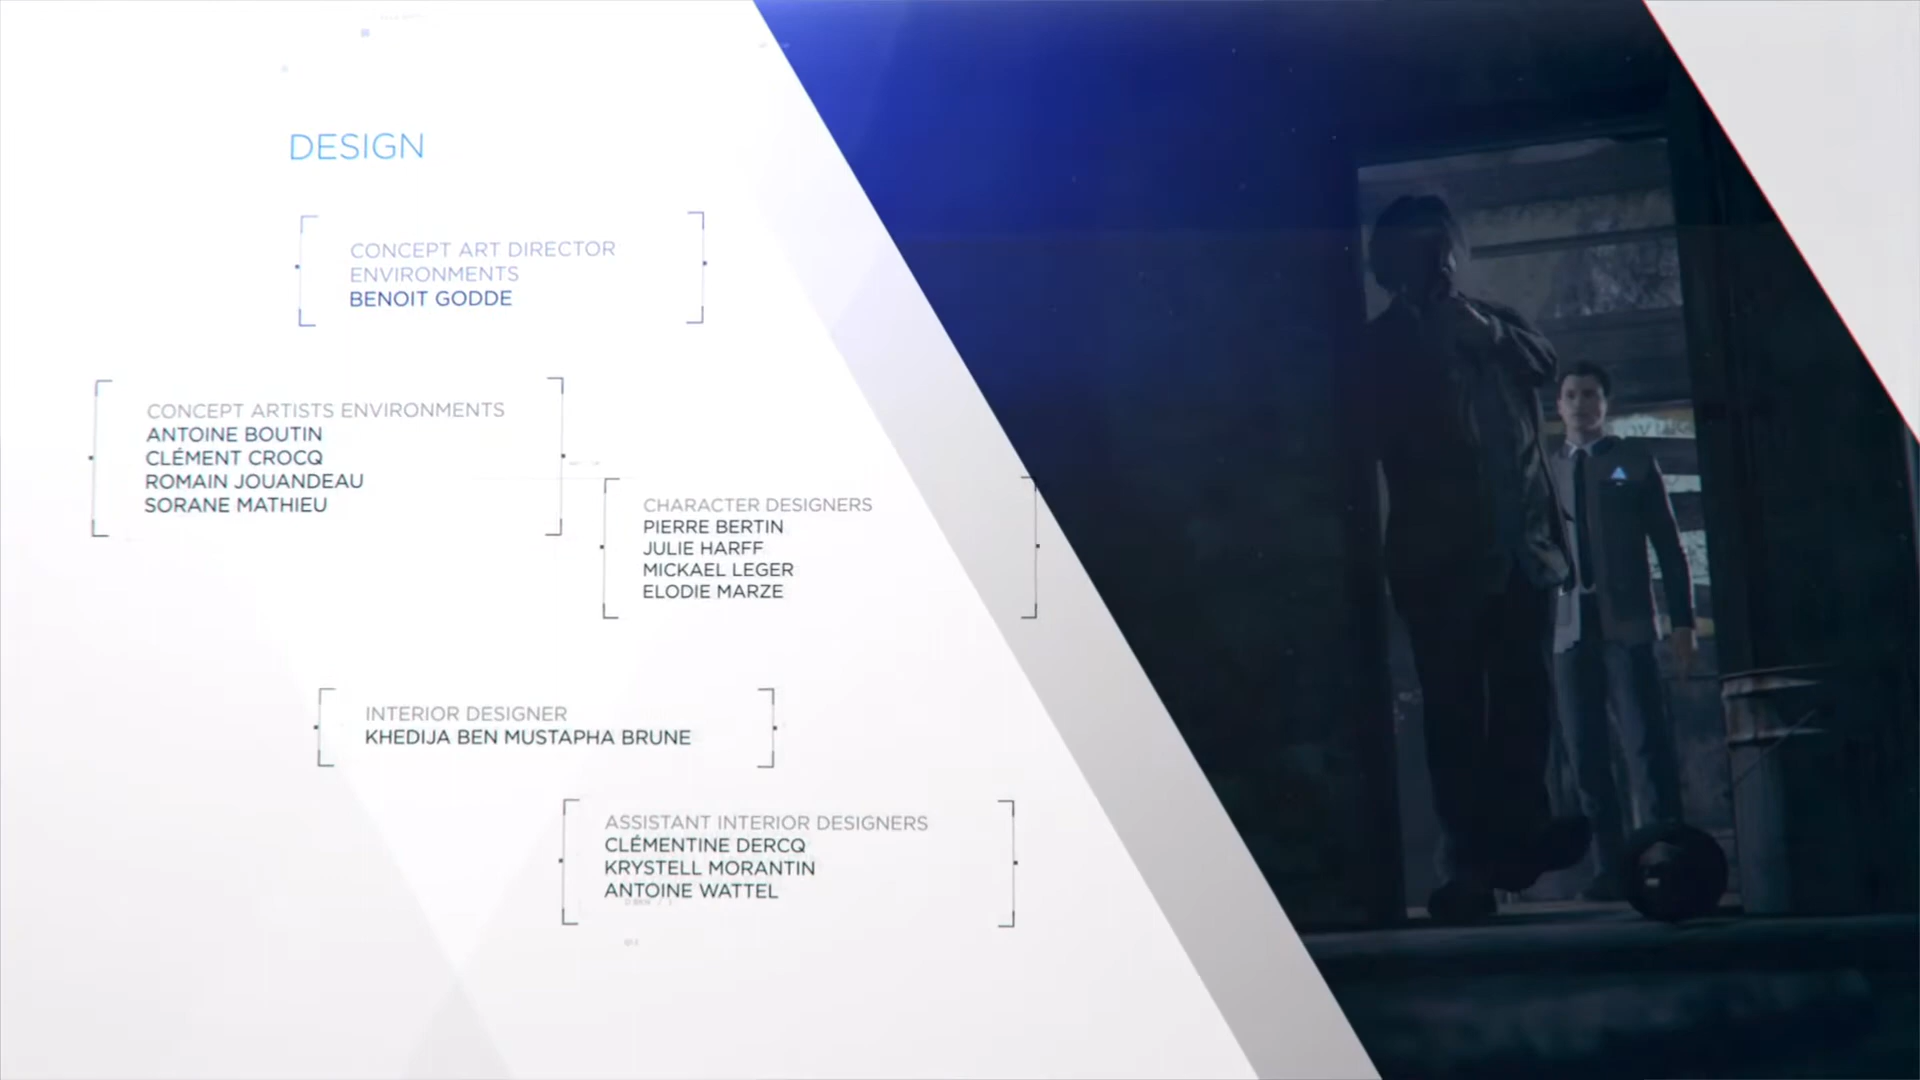 DESIGN
CONCEPT ART DIRECTOR
ENVIRONMENTS
BENOIT GODDE
CONCEPT ARTISTS ENVIRONMENTS
ANTOINE BOUTIN
CLÉMENT CROCQ
ROMAIN JOUANDEAU
SORANE MATHIEU
CHARACTER DESIGNERS
PIERRE BERTIN
JULIE HARFF
MICKAEL LEGER
ELODIE MARZE
INTERIOR DESIGNER
KHEDIJA BEN MUSTAPHA BRUNE
ASSISTANT INTERIOR DESIGNERS
CLÉMENTINE DERCQ
KRYSTELL MORANTIN
ANTOINE WATTEL